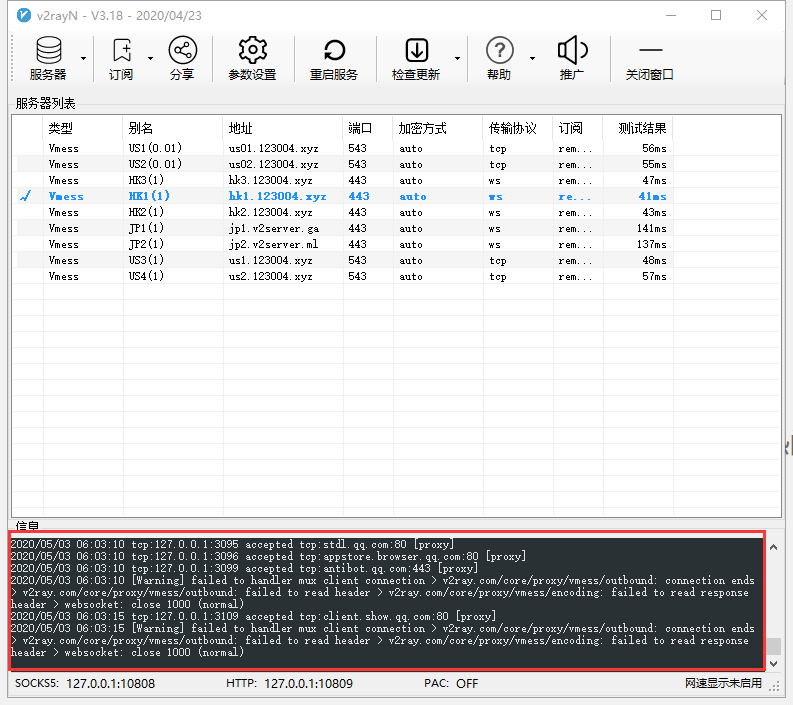 v2rayN - V3.18 - 2020/04/23
服务器 订阅 分享 参数设置 重启服务 检查更新 帮助 推广 关闭窗口
服务器列表
类型 别名 地址 端口 加密方式 传输协议 订阅 测试结果
Vmess US1(0.01) us01.123004.xyz 543 auto tcp rem... 56ms
Vmess US2(0.01) us02.123004.xyz 543 auto tcp rem... 55ms
Vmess HK3(1) hk3.123004.xyz 443 auto ws rem... 47ms
Vmess HK1(1) hk1.123004.xyz 443 auto ws re... 41ms
Vmess HK2(1) hk2.123004.xyz 443 auto ws rem... 43ms
Vmess JP1(1) jp1.v2server.ga 443 auto ws rem... 141ms
Vmess JP2(1) jp2.v2server.ml 443 auto ws rem... 137ms
Vmess US3(1) us1.123004.xyz 543 auto tcp rem... 48ms
Vmess US4(1) us2.123004.xyz 543 auto tcp rem... 57ms
信息
2020/05/03 06:03:10 tcp:127.0.0.1:3095 accepted tcp:stdl.qq.com:80 [proxy]
2020/05/03 06:03:10 tcp:127.0.0.1:3096 accepted tcp:appstore.browser.qq.com:80 [proxy]
2020/05/03 06:03:10 tcp:127.0.0.1:3099 accepted tcp:antibot.qq.com:443 [proxy]
2020/05/03 06:03:10 [Warning] failed to handler mux client connection > v2ray.com/core/proxy/vmess/outbound: connection ends
> v2ray.com/core/proxy/vmess/outbound: failed to read header > v2ray.com/core/proxy/vmess/encoding: failed to read response
header > websocket: close 1000 (normal)
2020/05/03 06:03:15 tcp:127.0.0.1:3109 accepted tcp:client.show.qq.com:80 [proxy]
2020/05/03 06:03:15 [Warning] failed to handler mux client connection > v2ray.com/core/proxy/vmess/outbound: connection ends
> v2ray.com/core/proxy/vmess/outbound: failed to read header > v2ray.com/core/proxy/vmess/encoding: failed to read response
header > websocket: close 1000 (normal)
SOCKS5: 127.0.0.1:10808 HTTP: 127.0.0.1:10809 PAC: OFF 网速显示未启用